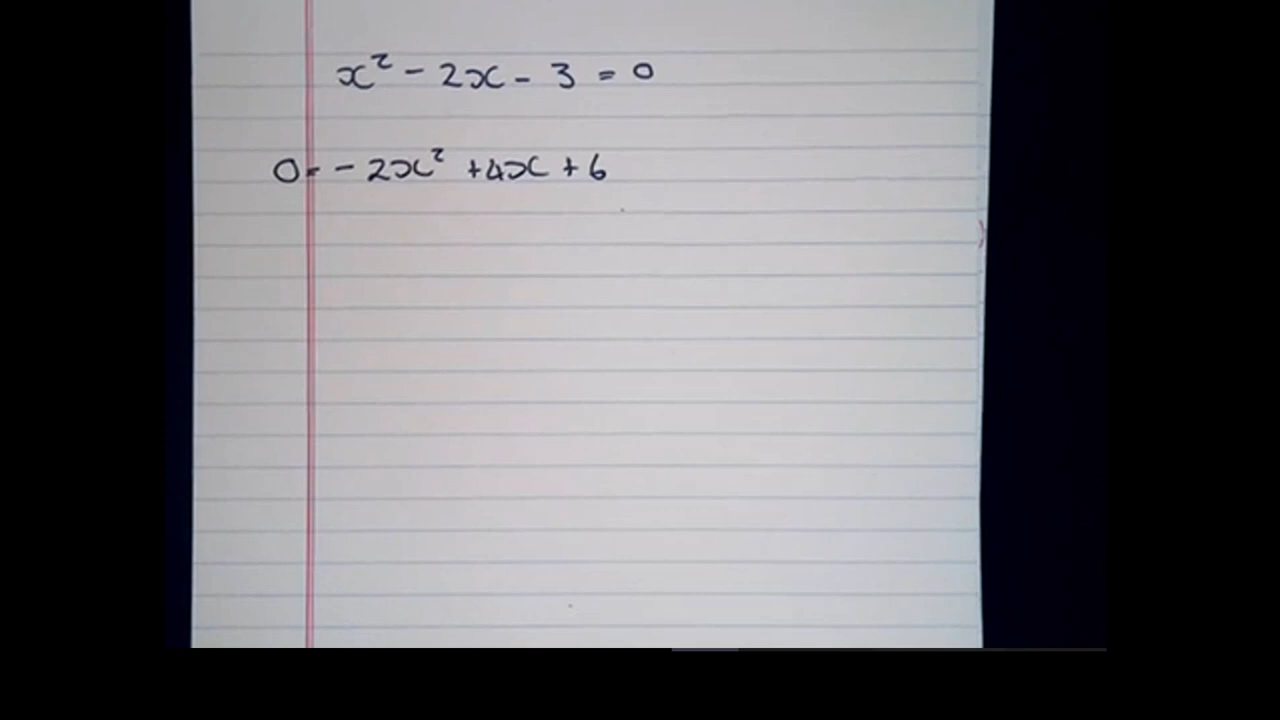 x² - 2x - 3 = 0
0 = - 2x² + 4x + 6